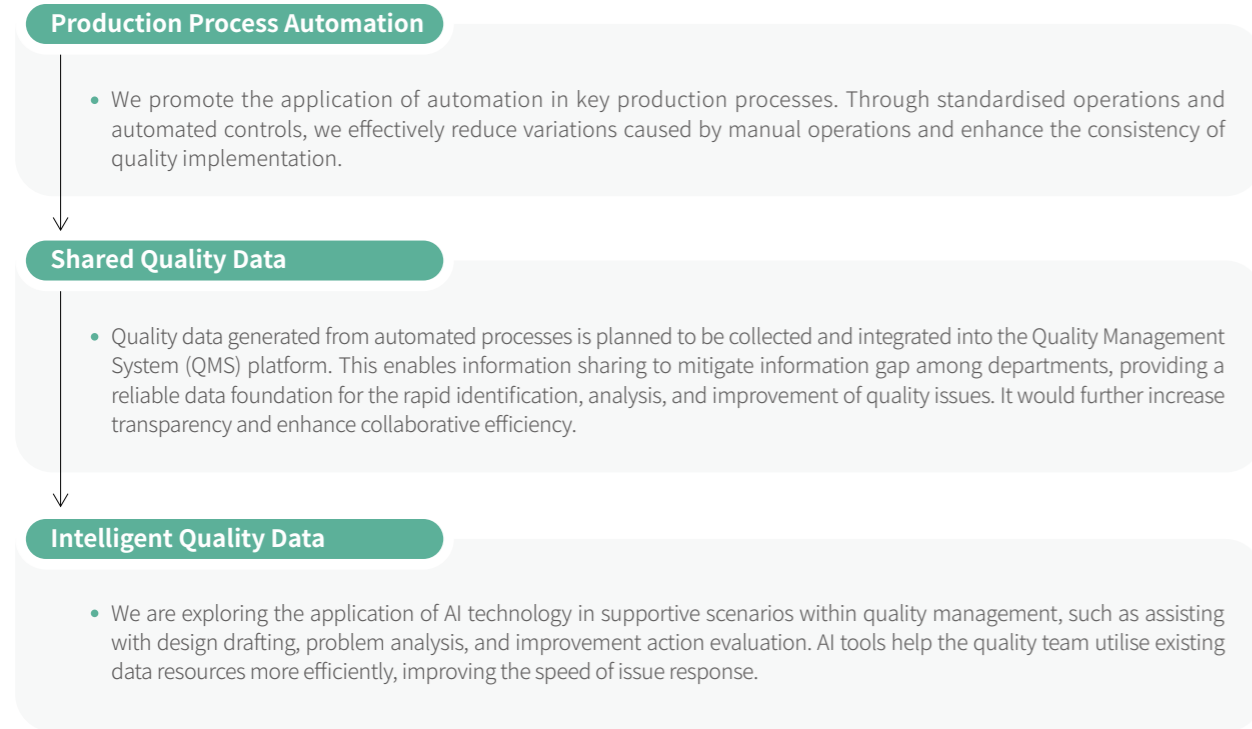 Production Process Automation
• We promote the application of automation in key production processes. Through standardised operations and
automated controls, we effectively reduce variations caused by manual operations and enhance the consistency of
quality implementation.
Shared Quality Data
• Quality data generated from automated processes is planned to be collected and integrated into the Quality Management
System (QMS) platform. This enables information sharing to mitigate information gap among departments, providing a
reliable data foundation for the rapid identification, analysis, and improvement of quality issues. It would further increase
transparency and enhance collaborative efficiency.
Intelligent Quality Data
• We are exploring the application of AI technology in supportive scenarios within quality management, such as assisting
with design drafting, problem analysis, and improvement action evaluation. AI tools help the quality team utilise existing
data resources more efficiently, improving the speed of issue response.